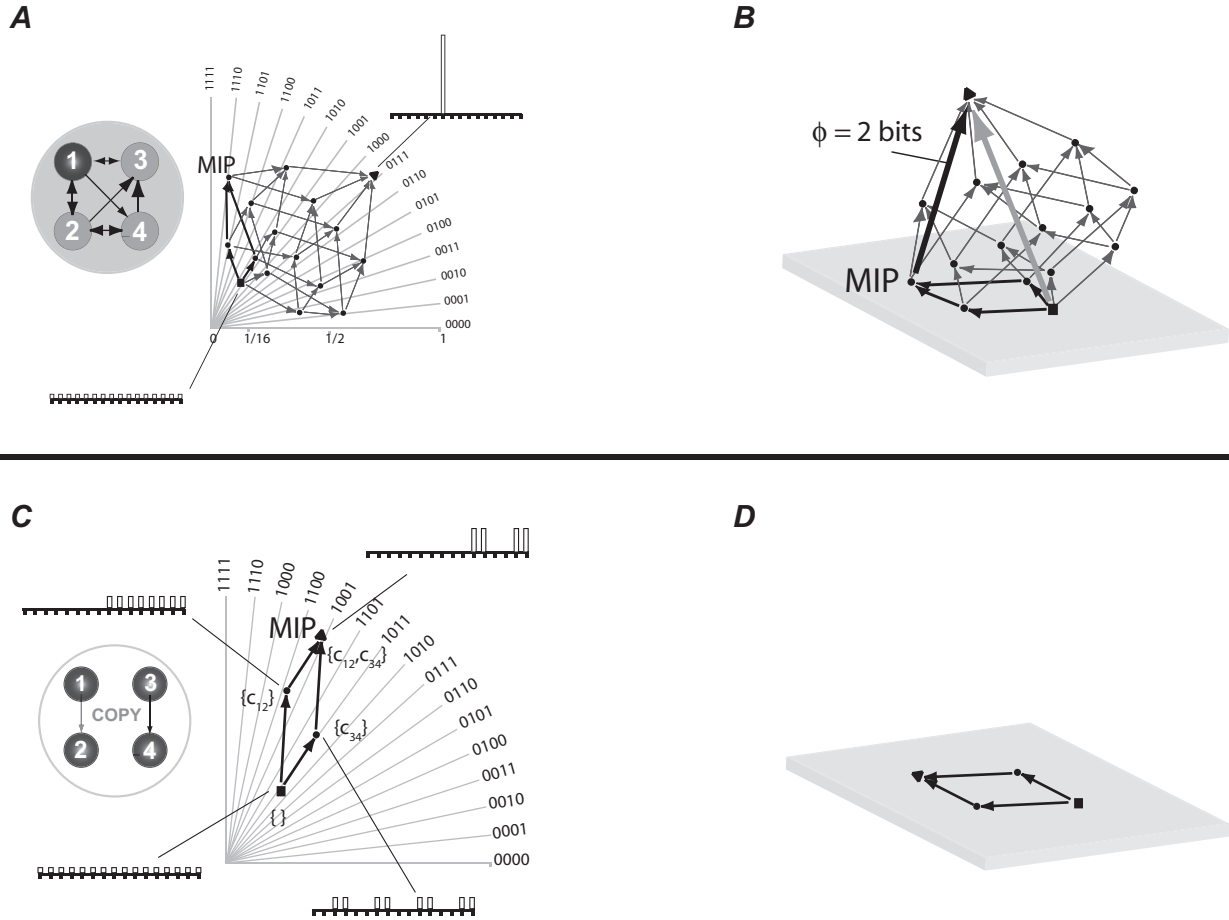 A
1111
1110
1101
1100
1011
1010
1001
1000
0111
0110
0101
0100
0011
0010
0001
0000
MIP
1 3
2 4
0 1/16 1/2 1
B
ϕ = 2 bits
MIP
C
1111
1110
1000
1100
1001
1101
1011
1010
0111
0110
0101
0100
0011
0010
0001
0000
MIP
{c12,c34}
{c12}
{c34}
{ }
1 3
COPY
2 4
D